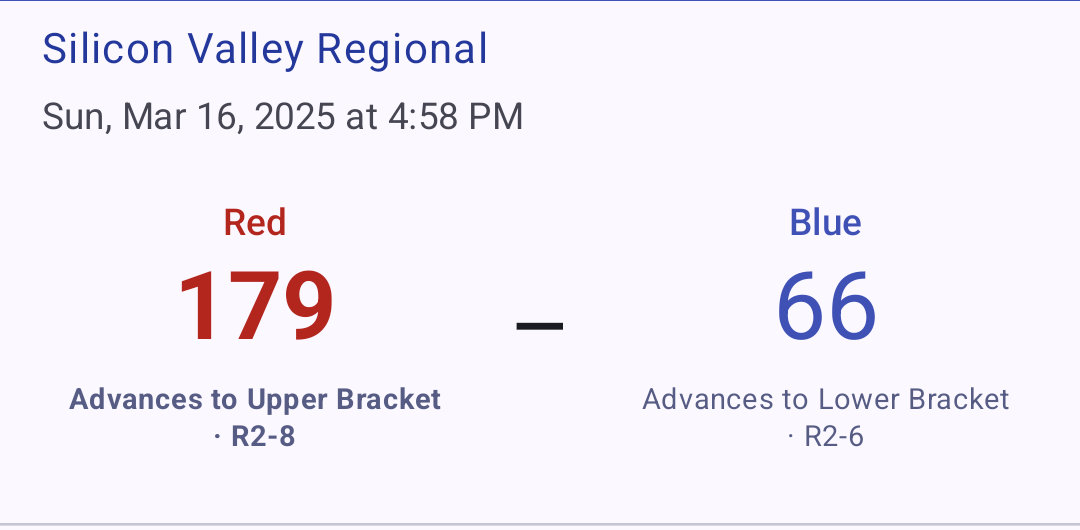 Silicon Valley Regional
Sun, Mar 16, 2025 at 4:58 PM
Red
179
–
Blue
66
Advances to Upper Bracket
· R2-8
Advances to Lower Bracket
· R2-6